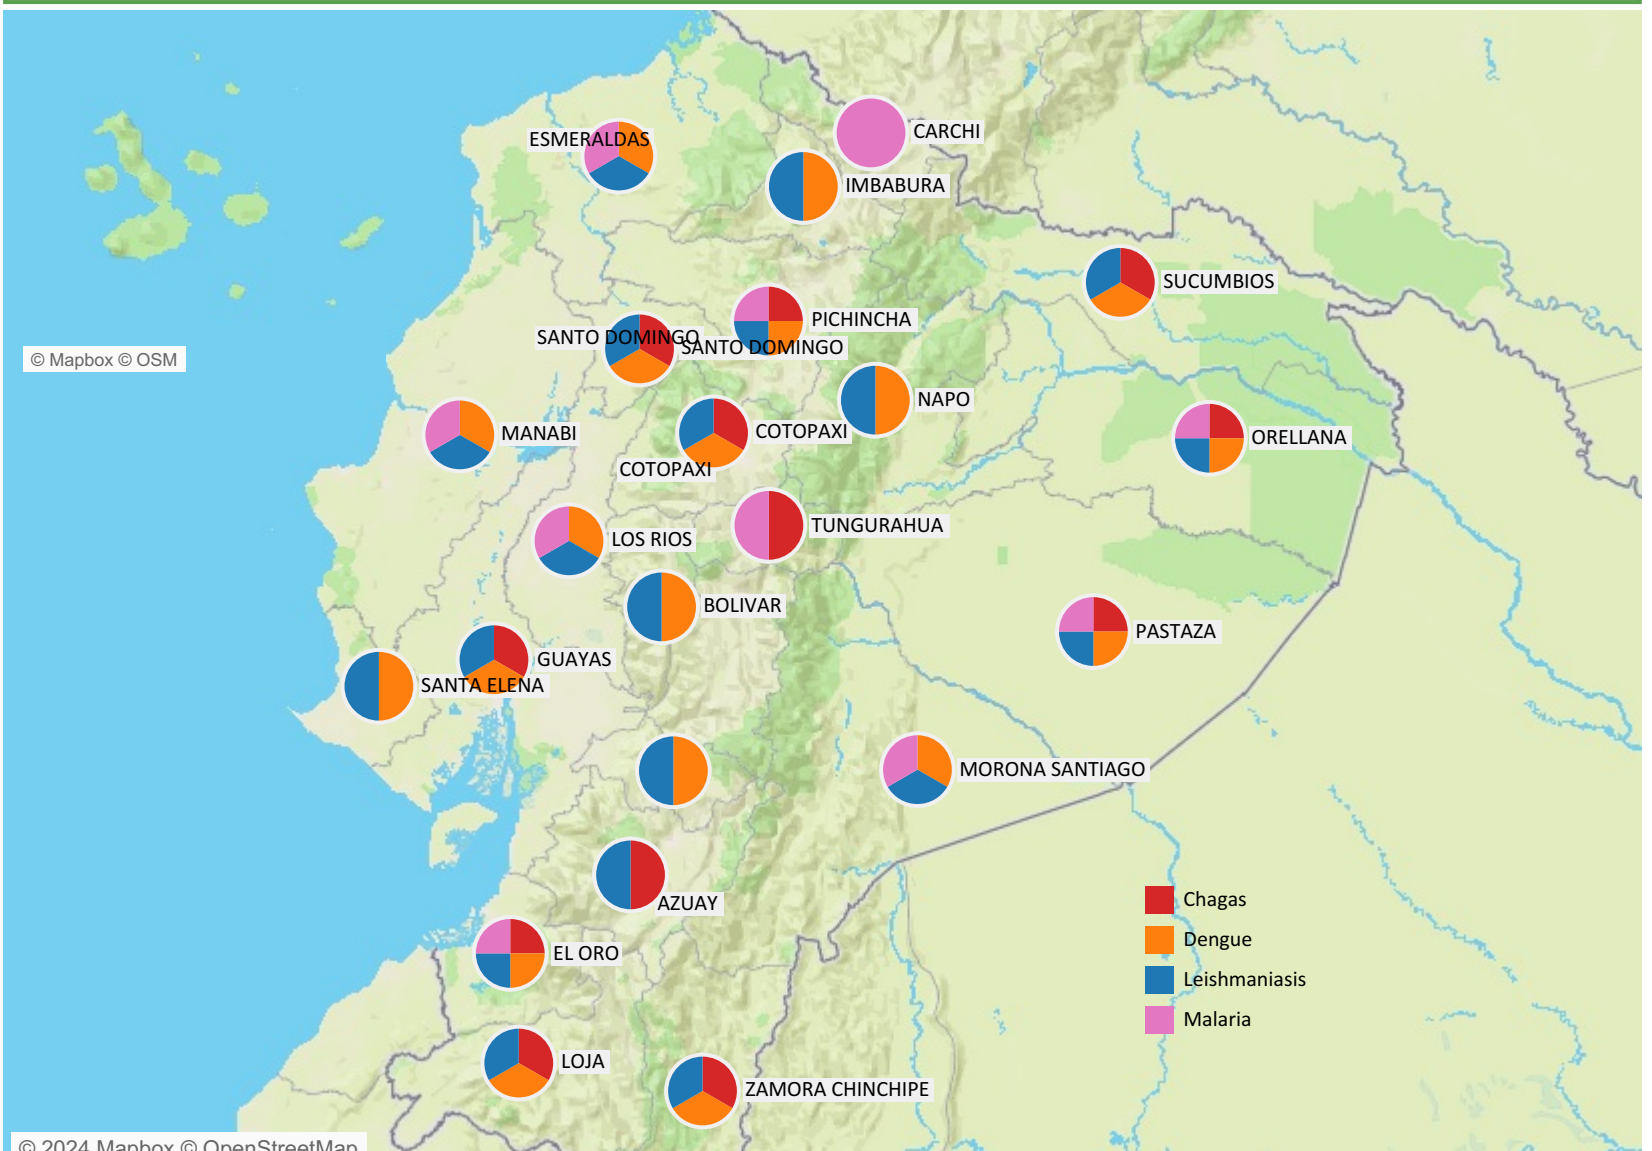 ESMERALDAS
CARCHI
IMBABURA
SUCUMBIOS
PICHINCHA
SANTO DOMINGO
SANTO DOMINGO
© Mapbox © OSM
NAPO
MANABI
COTOPAXI
ORELLANA
COTOPAXI
TUNGURAHUA
LOS RIOS
BOLIVAR
PASTAZA
GUAYAS
SANTA ELENA
MORONA SANTIAGO
AZUAY
Chagas
Dengue
EL ORO
Leishmaniasis
Malaria
LOJA
ZAMORA CHINCHIPE
© 2024 Mapbox © OpenStreetMap